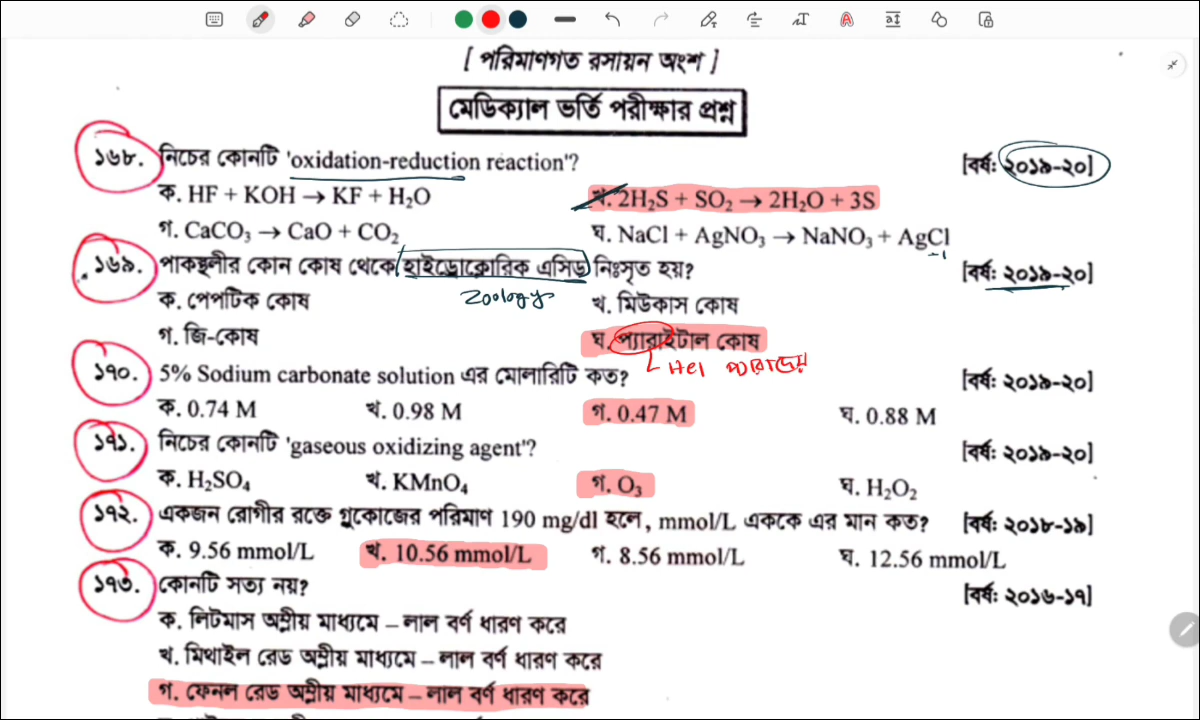 [ পরিমাণগত রসায়ন অংশ ]
মেডিক্যাল ভর্তি পরীক্ষার প্রশ্ন
১৬৮. নিচের কোনটি 'oxidation-reduction reaction'? [বর্ষঃ ২০১৯-২০]
ক. HF + KOH → KF + H₂O খ. 2H₂S + SO₂ → 2H₂O + 3S
গ. CaCO₃ → CaO + CO₂ ঘ. NaCl + AgNO₃ → NaNO₃ + AgCl
-1
১৬৯. পাকস্থলীর কোন কোষ থেকে হাইড্রোক্লোরিক এসিড নিঃসৃত হয়? [বর্ষঃ ২০১৯-২০]
ক. পেপটিক কোষ Zoology খ. মিউকাস কোষ
গ. জি-কোষ ঘ. প্যারাইটাল কোষ
HCl
১৭০. 5% Sodium carbonate solution এর মোলারিটি কত? [বর্ষঃ ২০১৯-২০]
ক. 0.74 M খ. 0.98 M গ. 0.47 M ঘ. 0.88 M
১৭১. নিচের কোনটি 'gaseous oxidizing agent'? [বর্ষঃ ২০১৯-২০]
ক. H₂SO₄ খ. KMnO₄ গ. O₃ ঘ. H₂O₂
১৭২. একজন রোগীর রক্তে গ্লুকোজের পরিমাণ 190 mg/dl হলে, mmol/L এককে এর মান কত? [বর্ষঃ ২০১৮-১৯]
ক. 9.56 mmol/L খ. 10.56 mmol/L গ. 8.56 mmol/L ঘ. 12.56 mmol/L
১৭৩. কোনটি সত্য নয়? [বর্ষঃ ২০১৬-১৭]
ক. লিটমাস অম্লীয় মাধ্যমে – লাল বর্ণ ধারণ করে
খ. মিথাইল রেড অম্লীয় মাধ্যমে – লাল বর্ণ ধারণ করে
গ. ফেনল রেড অম্লীয় মাধ্যমে – লাল বর্ণ ধারণ করে